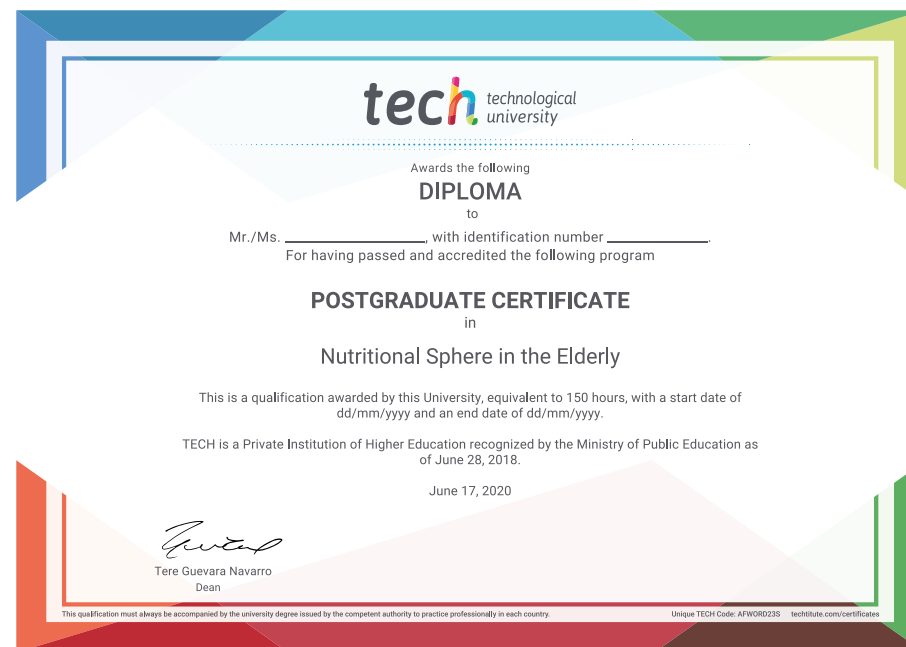 tech technological
university
Awards the following
DIPLOMA
to
Mr./Ms. ____________________, with identification number ______________.
For having passed and accredited the following program
POSTGRADUATE CERTIFICATE
in
Nutritional Sphere in the Elderly
This is a qualification awarded by this University, equivalent to 150 hours, with a start date of
dd/mm/yyyy and an end date of dd/mm/yyyy.
TECH is a Private Institution of Higher Education recognized by the Ministry of Public Education as
of June 28, 2018.
June 17, 2020
Tere Guevara Navarro
Dean
This qualification must always be accompanied by the university degree issued by the competent authority to practice professionally in each country. Unique TECH Code: AFWORD23S techtitute.com/certificates